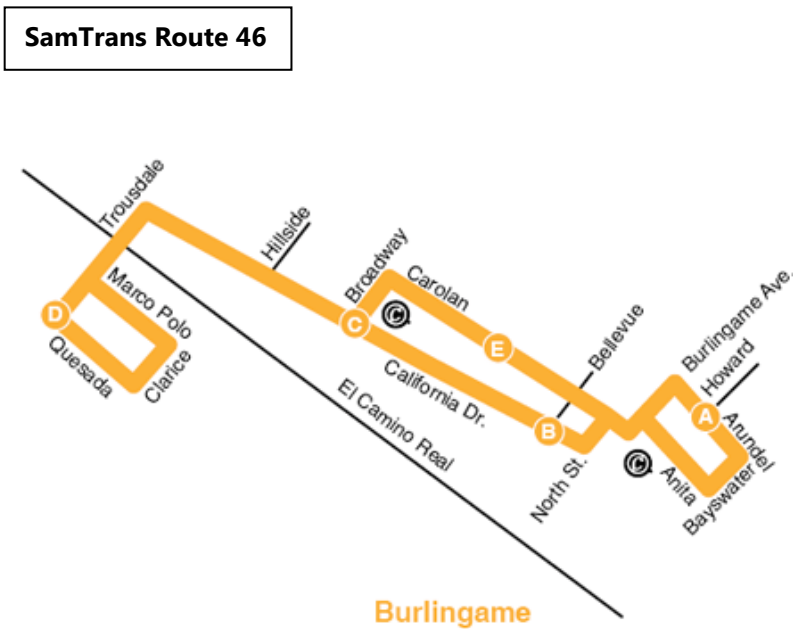 SamTrans Route 46
Trousdale
Hillside
Broadway
Carolan
C
Marco Polo
D
C
E
Bellevue
Burlingame Ave.
Howard
Quesada
Clarice
California Dr.
El Camino Real
B
A
Arundel
C
North St.
Anita
Bayswater
Burlingame